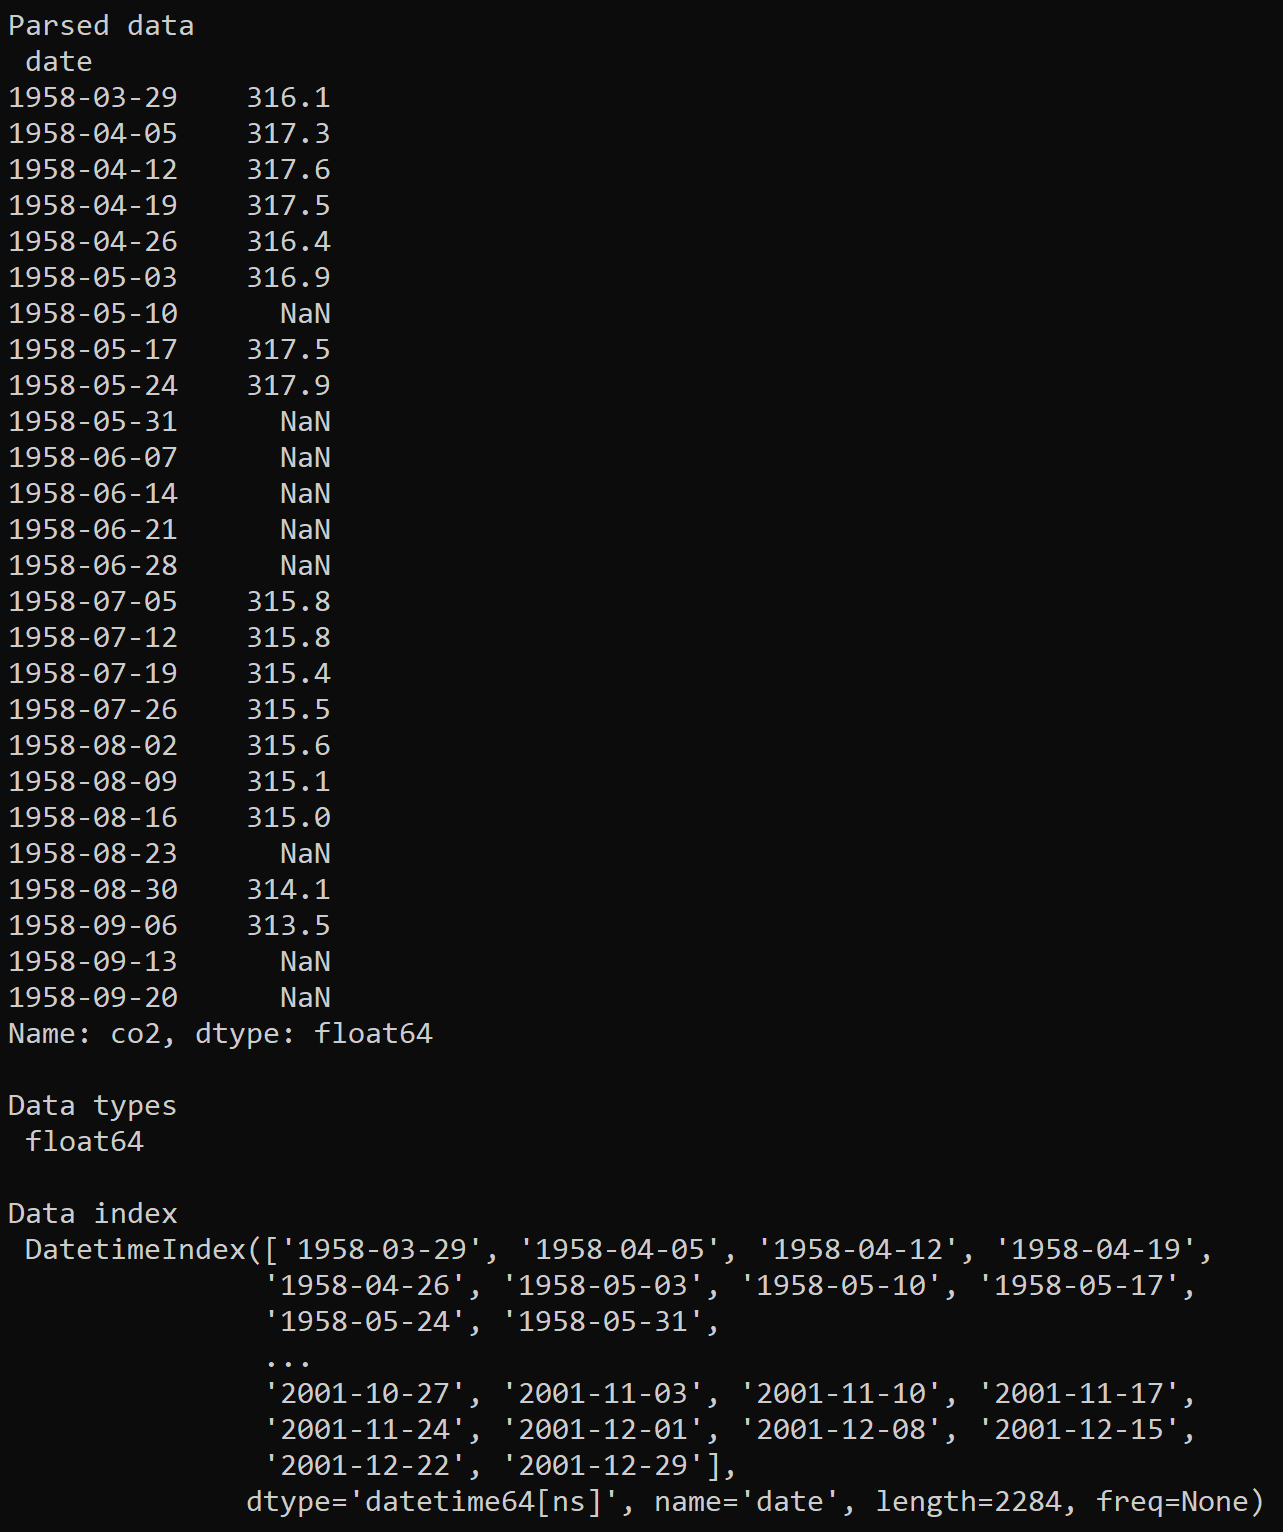 Parsed data
 date
1958-03-29    316.1
1958-04-05    317.3
1958-04-12    317.6
1958-04-19    317.5
1958-04-26    316.4
1958-05-03    316.9
1958-05-10      NaN
1958-05-17    317.5
1958-05-24    317.9
1958-05-31      NaN
1958-06-07      NaN
1958-06-14      NaN
1958-06-21      NaN
1958-06-28      NaN
1958-07-05    315.8
1958-07-12    315.8
1958-07-19    315.4
1958-07-26    315.5
1958-08-02    315.6
1958-08-09    315.1
1958-08-16    315.0
1958-08-23      NaN
1958-08-30    314.1
1958-09-06    313.5
1958-09-13      NaN
1958-09-20      NaN
Name: co2, dtype: float64

Data types
 float64

Data index
 DatetimeIndex(['1958-03-29', '1958-04-05', '1958-04-12', '1958-04-19',
               '1958-04-26', '1958-05-03', '1958-05-10', '1958-05-17',
               '1958-05-24', '1958-05-31',
               ...
               '2001-10-27', '2001-11-03', '2001-11-10', '2001-11-17',
               '2001-11-24', '2001-12-01', '2001-12-08', '2001-12-15',
               '2001-12-22', '2001-12-29'],
              dtype='datetime64[ns]', name='date', length=2284, freq=None)